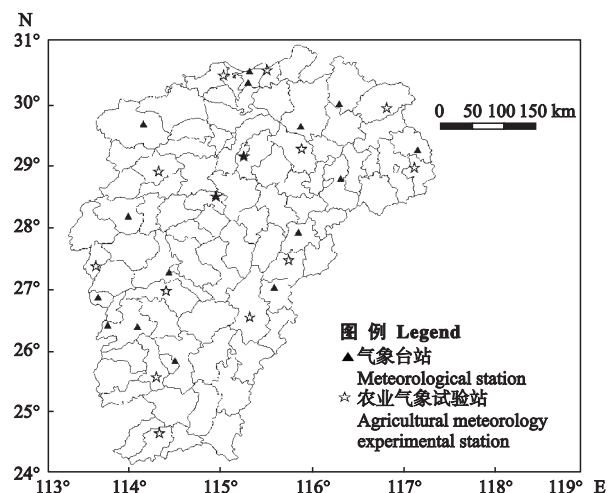 N
31°
30°
29°
28°
27°
26°
25°
24°
0 50 100 150 km
图 例 Legend
▲气象台站
Meteorological station
☆农业气象试验站
Agricultural meteorology
experimental station
113° 114° 115° 116° 117° 118° 119° E